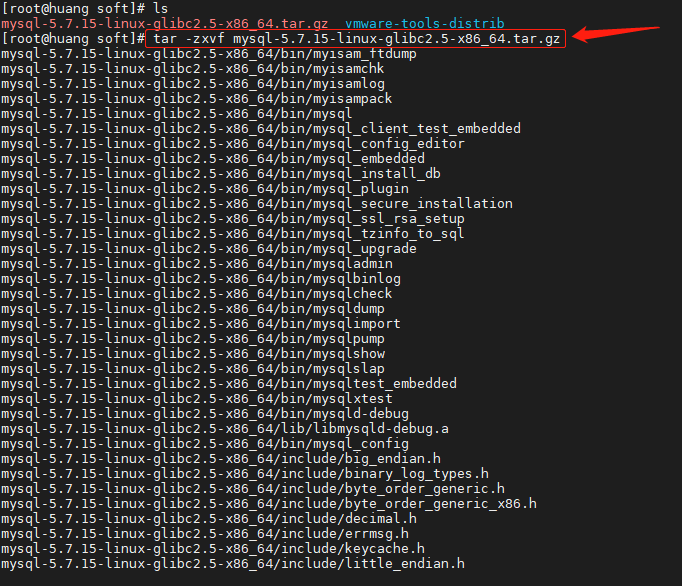 [root@huang soft]# ls
mysql-5.7.15-linux-glibc2.5-x86_64.tar.gz  vmware-tools-distrib
[root@huang soft]# tar -zxvf mysql-5.7.15-linux-glibc2.5-x86_64.tar.gz
mysql-5.7.15-linux-glibc2.5-x86_64/bin/myisam_ftdump
mysql-5.7.15-linux-glibc2.5-x86_64/bin/myisamchk
mysql-5.7.15-linux-glibc2.5-x86_64/bin/myisamlog
mysql-5.7.15-linux-glibc2.5-x86_64/bin/myisampack
mysql-5.7.15-linux-glibc2.5-x86_64/bin/mysql
mysql-5.7.15-linux-glibc2.5-x86_64/bin/mysql_client_test_embedded
mysql-5.7.15-linux-glibc2.5-x86_64/bin/mysql_config_editor
mysql-5.7.15-linux-glibc2.5-x86_64/bin/mysql_embedded
mysql-5.7.15-linux-glibc2.5-x86_64/bin/mysql_install_db
mysql-5.7.15-linux-glibc2.5-x86_64/bin/mysql_plugin
mysql-5.7.15-linux-glibc2.5-x86_64/bin/mysql_secure_installation
mysql-5.7.15-linux-glibc2.5-x86_64/bin/mysql_ssl_rsa_setup
mysql-5.7.15-linux-glibc2.5-x86_64/bin/mysql_tzinfo_to_sql
mysql-5.7.15-linux-glibc2.5-x86_64/bin/mysql_upgrade
mysql-5.7.15-linux-glibc2.5-x86_64/bin/mysqladmin
mysql-5.7.15-linux-glibc2.5-x86_64/bin/mysqlbinlog
mysql-5.7.15-linux-glibc2.5-x86_64/bin/mysqlcheck
mysql-5.7.15-linux-glibc2.5-x86_64/bin/mysqldump
mysql-5.7.15-linux-glibc2.5-x86_64/bin/mysqlimport
mysql-5.7.15-linux-glibc2.5-x86_64/bin/mysqlpump
mysql-5.7.15-linux-glibc2.5-x86_64/bin/mysqlshow
mysql-5.7.15-linux-glibc2.5-x86_64/bin/mysqlslap
mysql-5.7.15-linux-glibc2.5-x86_64/bin/mysqltest_embedded
mysql-5.7.15-linux-glibc2.5-x86_64/bin/mysqlxtest
mysql-5.7.15-linux-glibc2.5-x86_64/bin/mysqld-debug
mysql-5.7.15-linux-glibc2.5-x86_64/lib/libmysqld-debug.a
mysql-5.7.15-linux-glibc2.5-x86_64/bin/mysql_config
mysql-5.7.15-linux-glibc2.5-x86_64/include/big_endian.h
mysql-5.7.15-linux-glibc2.5-x86_64/include/binary_log_types.h
mysql-5.7.15-linux-glibc2.5-x86_64/include/byte_order_generic.h
mysql-5.7.15-linux-glibc2.5-x86_64/include/byte_order_generic_x86.h
mysql-5.7.15-linux-glibc2.5-x86_64/include/decimal.h
mysql-5.7.15-linux-glibc2.5-x86_64/include/errmsg.h
mysql-5.7.15-linux-glibc2.5-x86_64/include/keycache.h
mysql-5.7.15-linux-glibc2.5-x86_64/include/little_endian.h